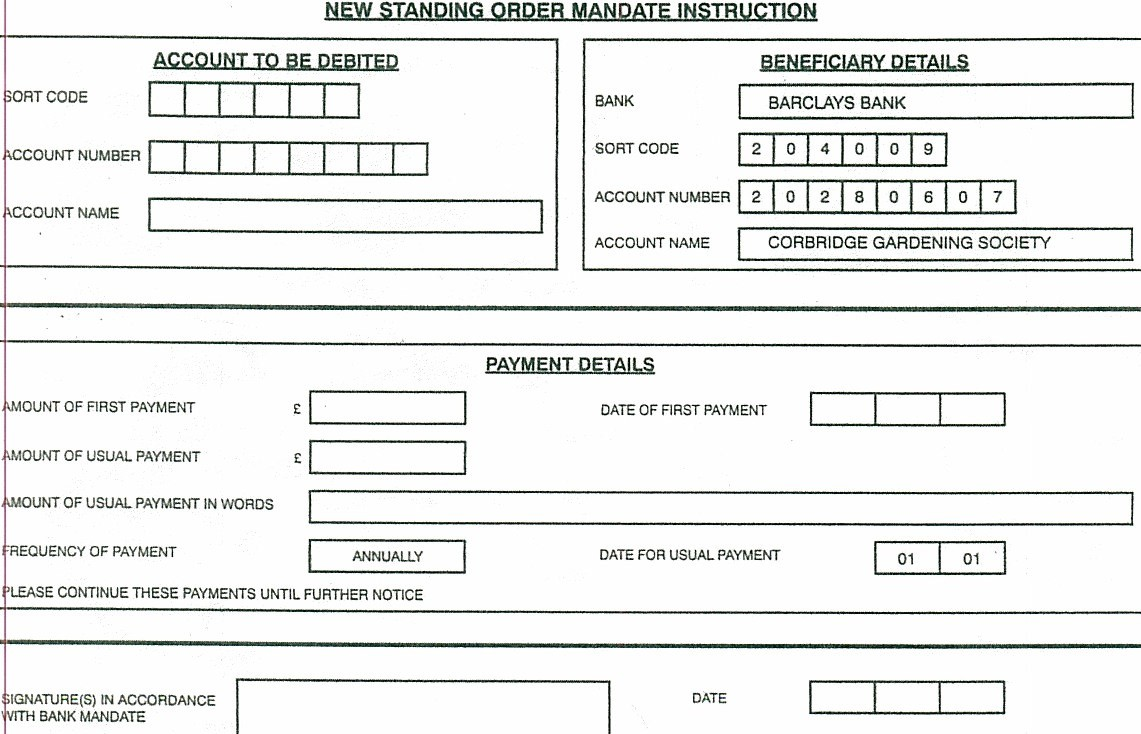 NEW STANDING ORDER MANDATE INSTRUCTION
ACCOUNT TO BE DEBITED
SORT CODE
ACCOUNT NUMBER
ACCOUNT NAME
BENEFICIARY DETAILS
BANK BARCLAYS BANK
SORT CODE 2 0 4 0 0 9
ACCOUNT NUMBER 2 0 2 8 0 6 0 7
ACCOUNT NAME CORBRIDGE GARDENING SOCIETY
PAYMENT DETAILS
AMOUNT OF FIRST PAYMENT £ DATE OF FIRST PAYMENT
AMOUNT OF USUAL PAYMENT £
AMOUNT OF USUAL PAYMENT IN WORDS
FREQUENCY OF PAYMENT ANNUALLY DATE FOR USUAL PAYMENT 01 01
PLEASE CONTINUE THESE PAYMENTS UNTIL FURTHER NOTICE
SIGNATURE(S) IN ACCORDANCE
WITH BANK MANDATE
DATE